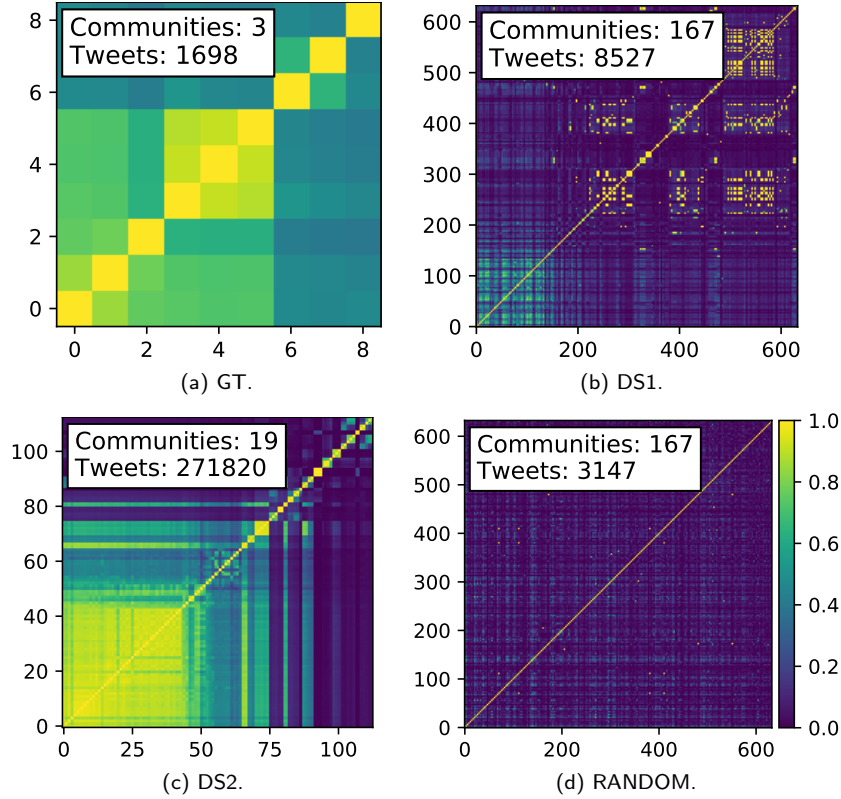 Communities: 3
Tweets: 1698
8
6
4
2
0
0 2 4 6 8
(a) GT.
Communities: 167
Tweets: 8527
600
500
400
300
200
100
0
0 200 400 600
(b) DS1.
Communities: 19
Tweets: 271820
100
80
60
40
20
0
0 25 50 75 100
(c) DS2.
Communities: 167
Tweets: 3147
600
500
400
300
200
100
0
0 200 400 600
1.0
0.8
0.6
0.4
0.2
0.0
(d) RANDOM.